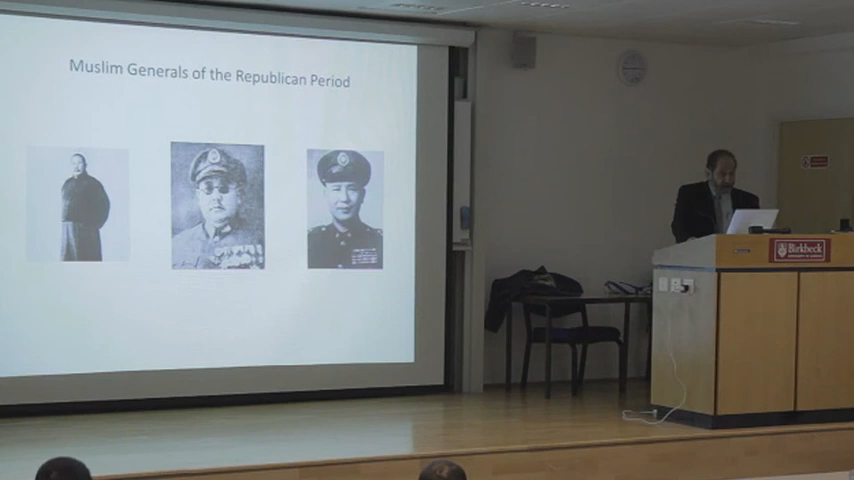 Muslim Generals of the Republican Period
Birkbeck